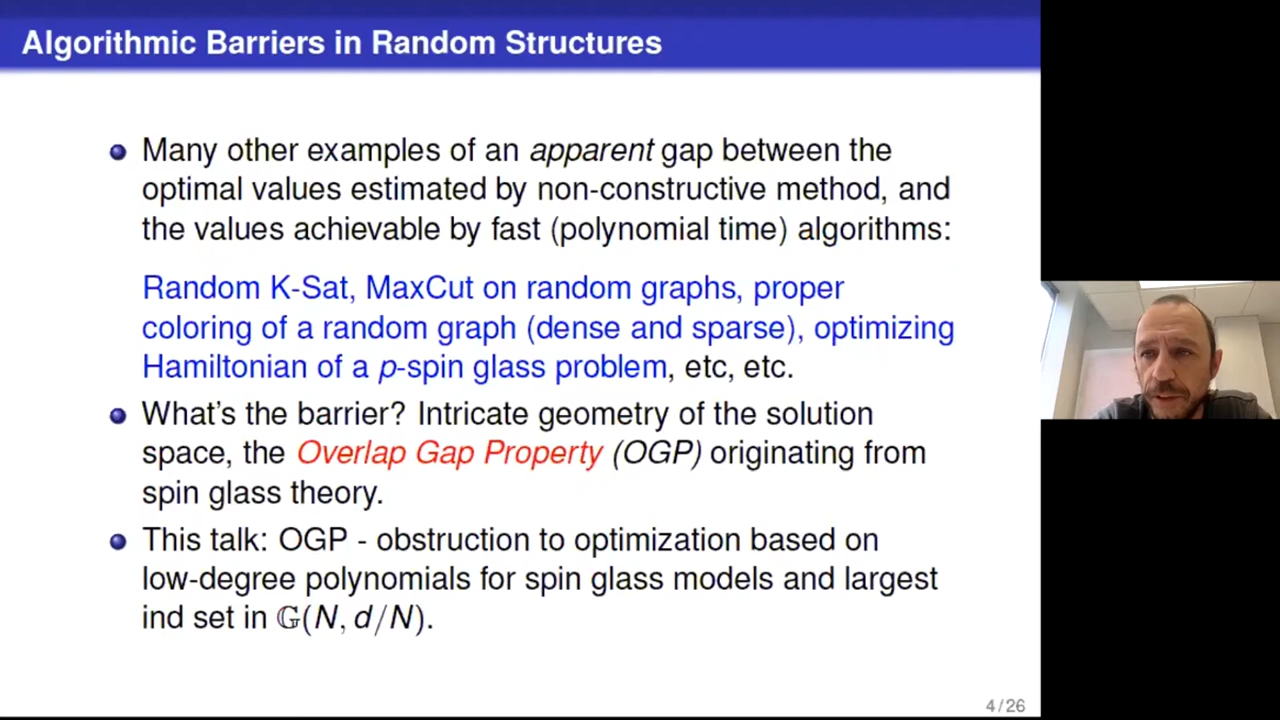 Algorithmic Barriers in Random Structures
Many other examples of an apparent gap between the
optimal values estimated by non-constructive method, and
the values achievable by fast (polynomial time) algorithms:
Random K-Sat, MaxCut on random graphs, proper
coloring of a random graph (dense and sparse), optimizing
Hamiltonian of a p-spin glass problem, etc, etc.
What's the barrier? Intricate geometry of the solution
space, the Overlap Gap Property (OGP) originating from
spin glass theory.
This talk: OGP - obstruction to optimization based on
low-degree polynomials for spin glass models and largest
ind set in 𝔾(N, d/N).
4/26